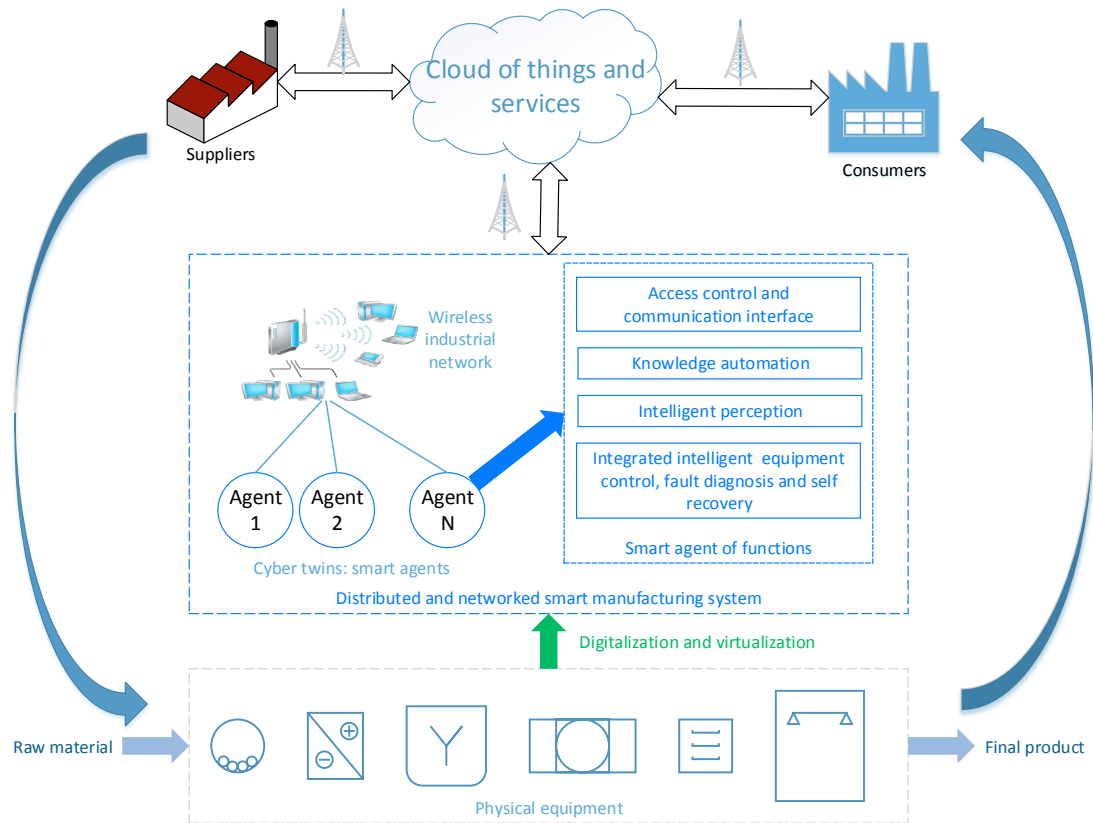 Cloud of things and
services
Suppliers
Consumers
Wireless
industrial
network
Access control and
communication interface
Knowledge automation
Intelligent perception
Integrated intelligent equipment
control, fault diagnosis and self
recovery
Smart agent of functions
Agent
1
Agent
2
Agent
N
Cyber twins: smart agents
Distributed and networked smart manufacturing system
Digitalization and virtualization
Raw material
Final product
Physical equipment